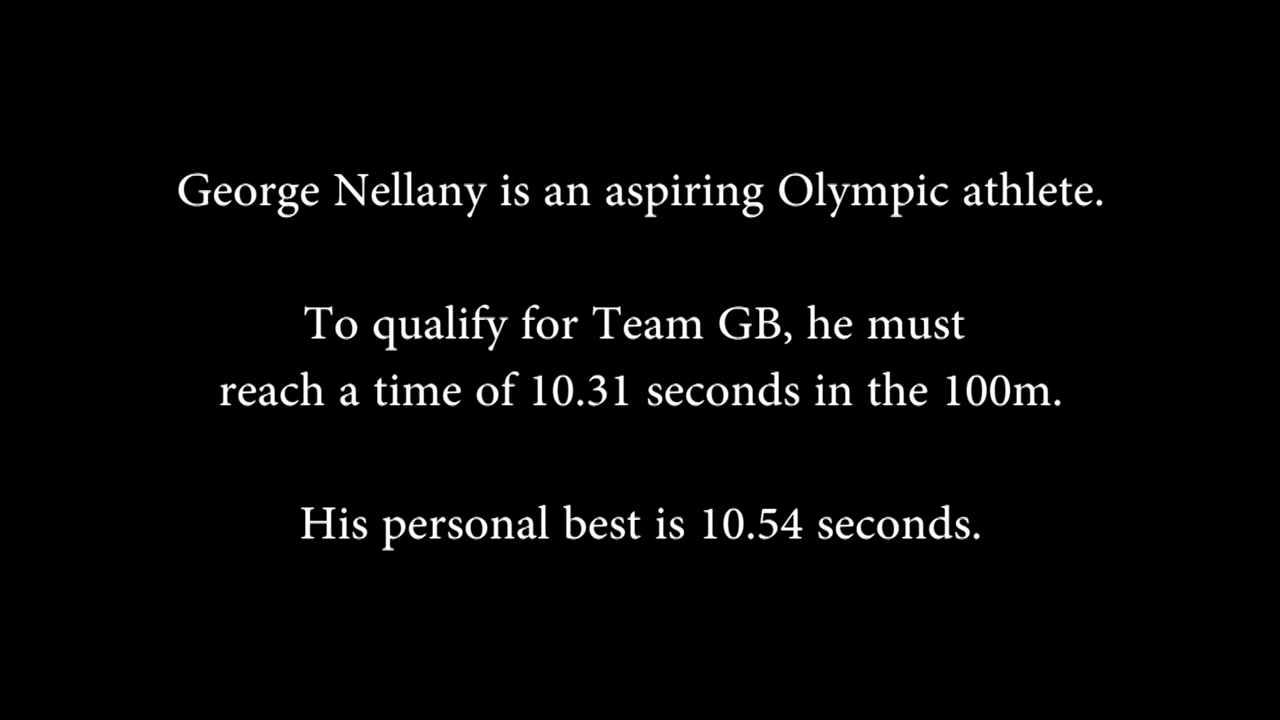 George Nellany is an aspiring Olympic athlete.
To qualify for Team GB, he must
reach a time of 10.31 seconds in the 100m.
His personal best is 10.54 seconds.